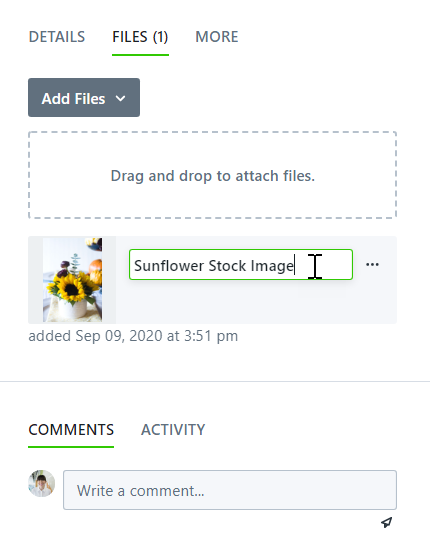 DETAILS FILES (1) MORE
Add Files
Drag and drop to attach files.
Sunflower Stock Image
added Sep 09, 2020 at 3:51 pm
COMMENTS ACTIVITY
Write a comment...